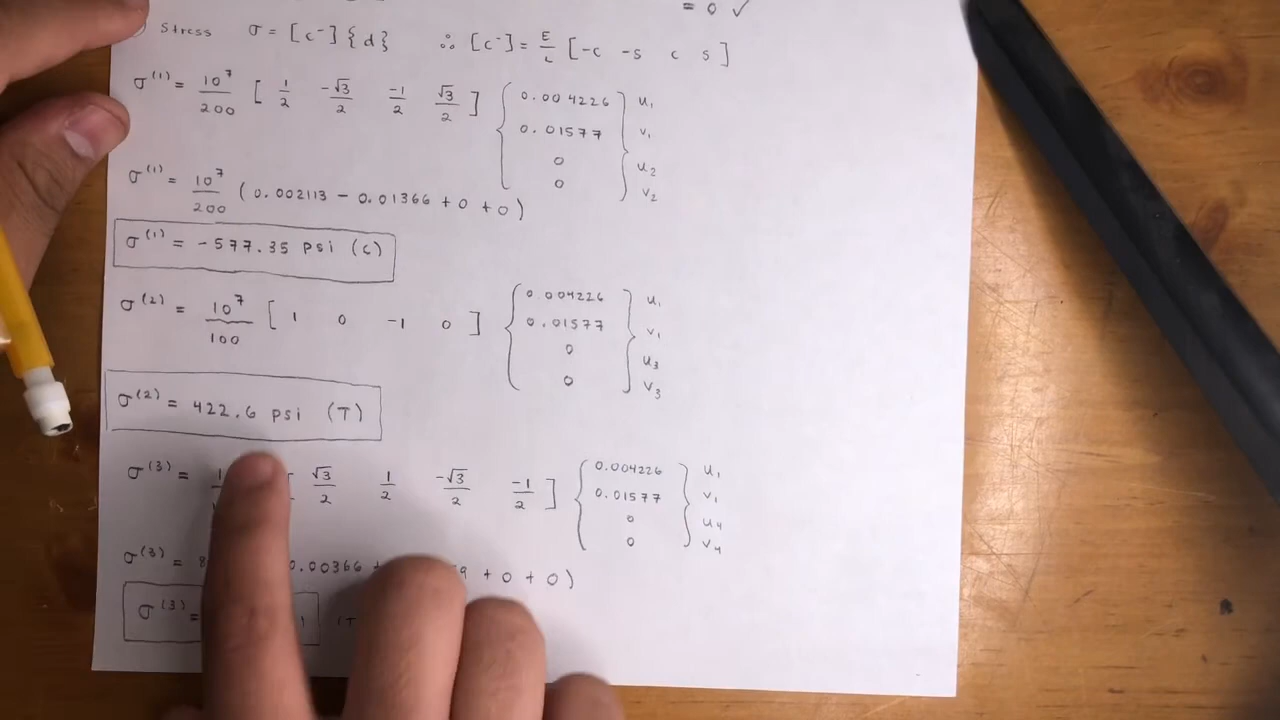 = 0 ✓
Stress σ = [c⁻] {d} ∴ [c⁻] = E/L [-c -s c s]
σ⁽¹⁾ = 10⁷/200 [ 1/2 -√3/2 -1/2 √3/2 ] { 0.004226 0.01577 0 0 } u₁ v₁ u₂ v₂
σ⁽¹⁾ = 10⁷/200 ( 0.002113 - 0.01366 + 0 + 0 )
σ⁽¹⁾ = -577.35 psi (c)
σ⁽²⁾ = 10⁷/100 [ 1 0 -1 0 ] { 0.004226 0.01577 0 0 } u₁ v₁ u₃ v₃
σ⁽²⁾ = 422.6 psi (T)
σ⁽³⁾ = [ √3/2 1/2 -√3/2 -1/2 ] { 0.004226 0.01577 0 0 } u₁ v₁ u₄ v₄
σ⁽³⁾ = 8 0.00366 + 9 + 0 + 0 )
σ⁽³⁾ = (T